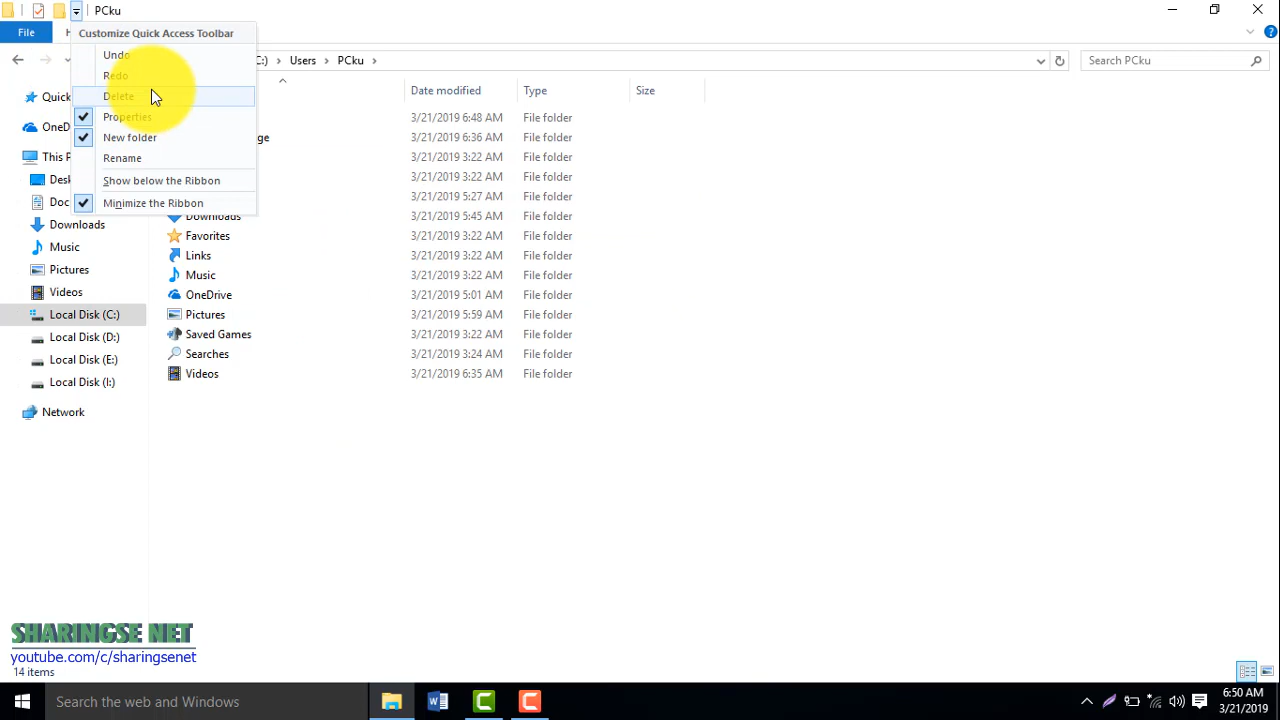 PCku
File
Customize Quick Access Toolbar
Undo
Redo
Delete
Properties
New folder
Rename
Show below the Ribbon
Minimize the Ribbon
Users
PCku
Search PCku
Date modified
Type
Size
Quick
This P
Downloads
Music
Pictures
Videos
Local Disk (C:)
Local Disk (D:)
Local Disk (E:)
Local Disk (I:)
Network
3/21/2019 6:48 AM File folder
3/21/2019 6:36 AM File folder
3/21/2019 3:22 AM File folder
3/21/2019 3:22 AM File folder
3/21/2019 5:27 AM File folder
Downloads 3/21/2019 5:45 AM File folder
Favorites 3/21/2019 3:22 AM File folder
Links 3/21/2019 3:22 AM File folder
Music 3/21/2019 3:22 AM File folder
OneDrive 3/21/2019 5:01 AM File folder
Pictures 3/21/2019 5:59 AM File folder
Saved Games 3/21/2019 3:22 AM File folder
Searches 3/21/2019 3:24 AM File folder
Videos 3/21/2019 6:35 AM File folder
SHARINGSE NET
youtube.com/c/sharingsenet
14 items
Search the web and Windows
6:50 AM
3/21/2019